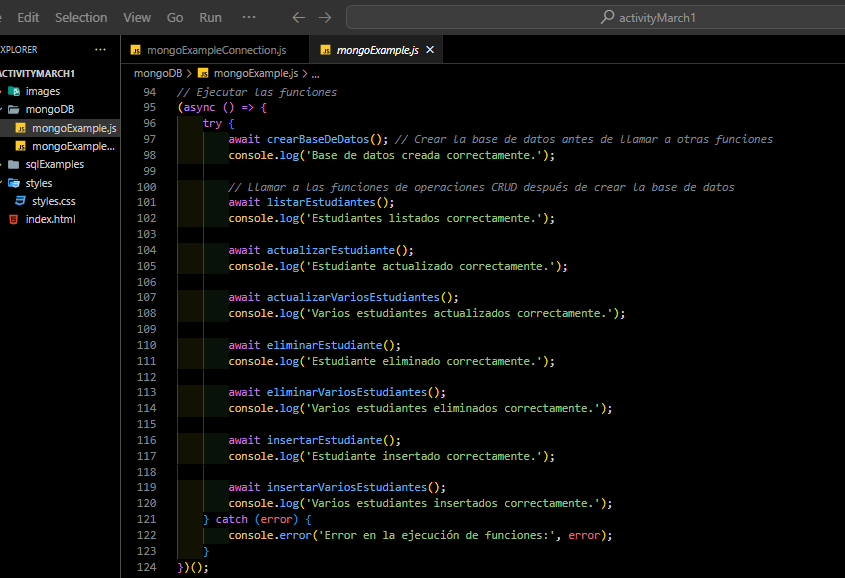 Edit Selection View Go Run ··· ← → activityMarch1
EXPLORER ··· JS mongoExampleConnection.js JS mongoExample.js ×
ACTIVITYMARCH1 mongoDB > JS mongoExample.js > ...
images
mongoDB
JS mongoExample.js
JS mongoExample...
sqlExamples
styles
styles.css
index.html
94 // Ejecutar las funciones
95 (async () => {
96 try {
97 await crearBaseDeDatos(); // Crear la base de datos antes de llamar a otras funciones
98 console.log('Base de datos creada correctamente.');
99
100 // Llamar a las funciones de operaciones CRUD después de crear la base de datos
101 await listarEstudiantes();
102 console.log('Estudiantes listados correctamente.');
103
104 await actualizarEstudiante();
105 console.log('Estudiante actualizado correctamente.');
106
107 await actualizarVariosEstudiantes();
108 console.log('Varios estudiantes actualizados correctamente.');
109
110 await eliminarEstudiante();
111 console.log('Estudiante eliminado correctamente.');
112
113 await eliminarVariosEstudiantes();
114 console.log('Varios estudiantes eliminados correctamente.');
115
116 await insertarEstudiante();
117 console.log('Estudiante insertado correctamente.');
118
119 await insertarVariosEstudiantes();
120 console.log('Varios estudiantes insertados correctamente.');
121 } catch (error) {
122 console.error('Error en la ejecución de funciones:', error);
123 }
124 })();